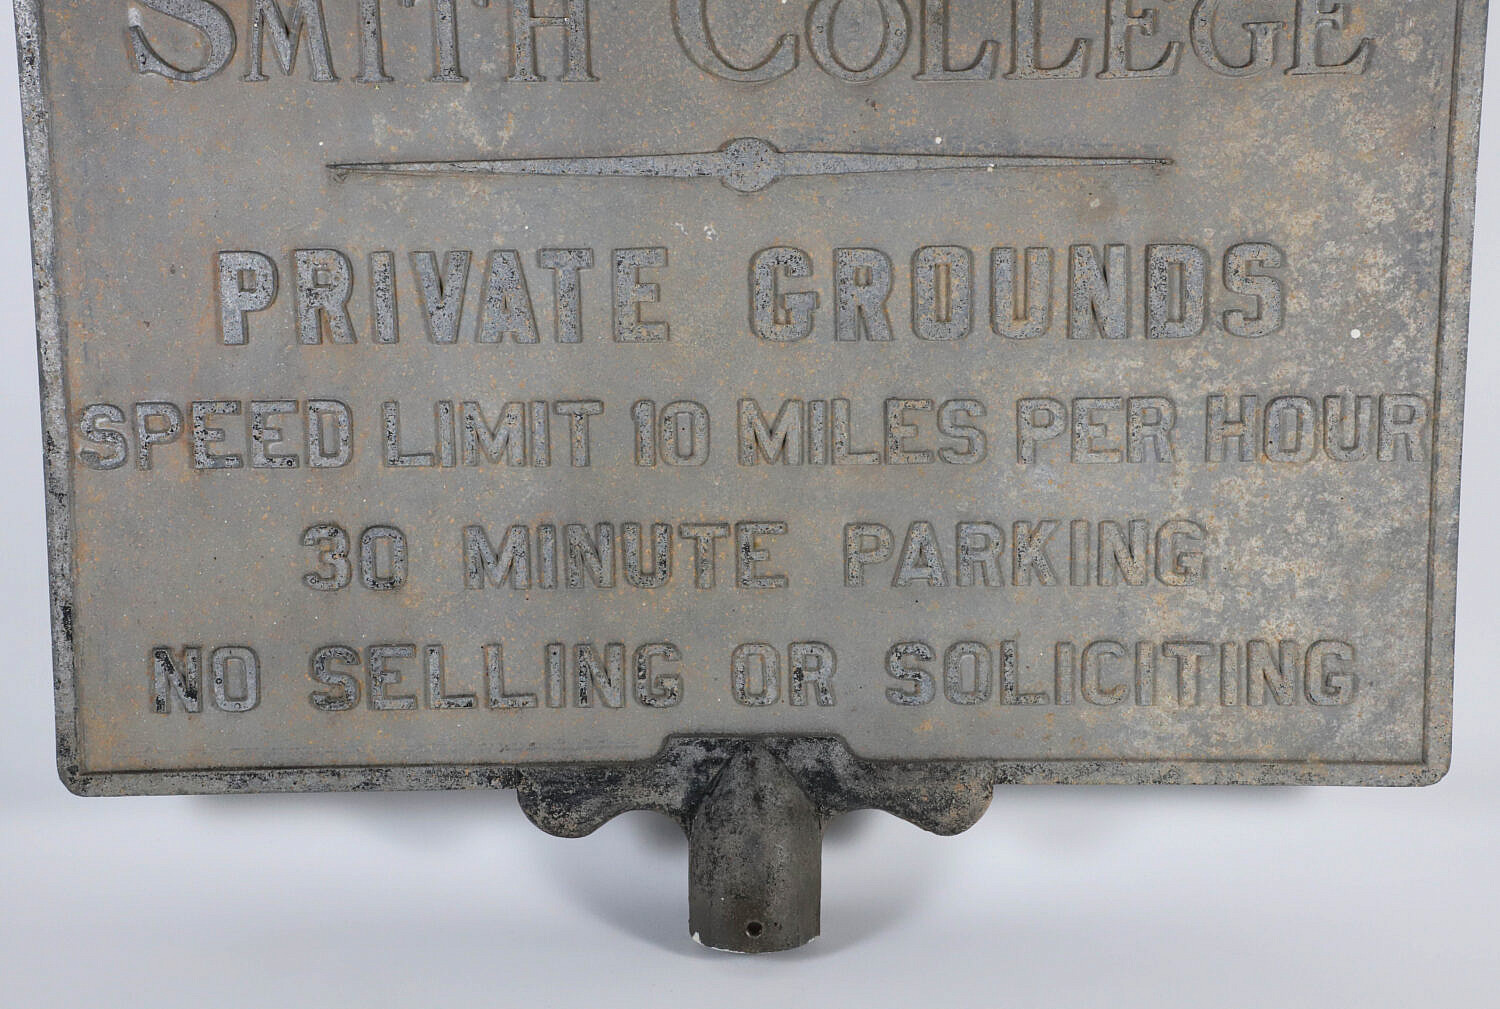 SMITH COLLEGE
PRIVATE GROUNDS
SPEED LIMIT 10 MILES PER HOUR
30 MINUTE PARKING
NO SELLING OR SOLICITING